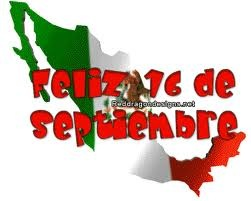 Feliz 16 de
Reddragondesigns.net
Septiembre